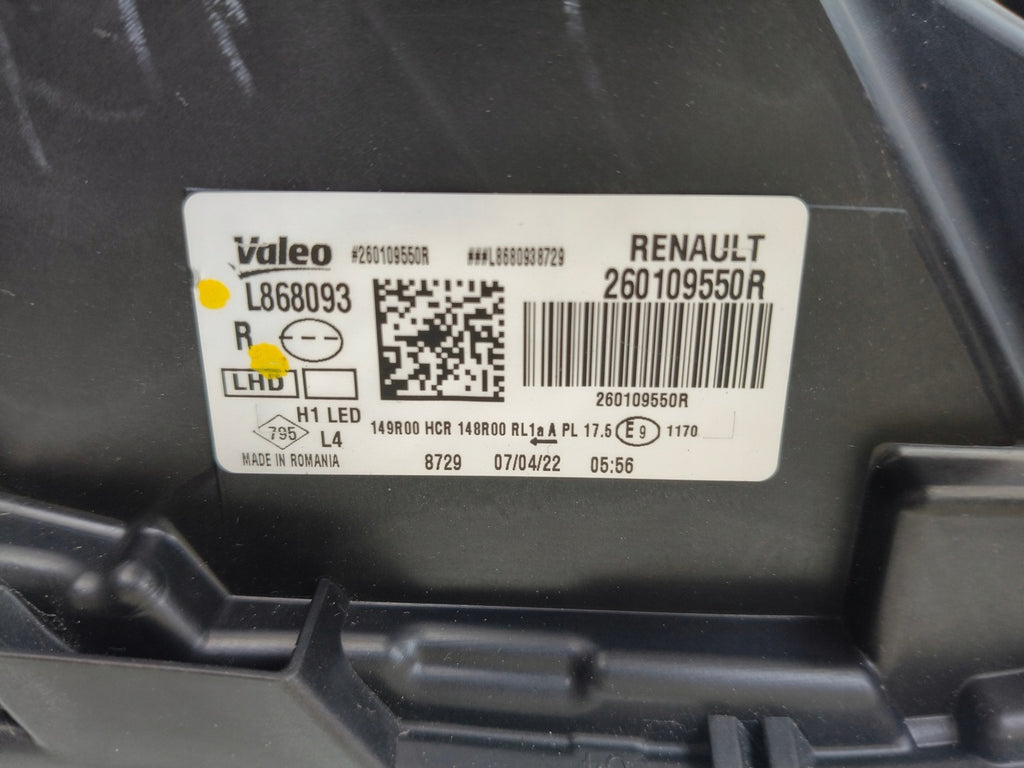 Valeo #260109550R ###L8680938729 RENAULT
L868093 260109550R
R
LHD
260109550R
H1 LED
149R00 HCR 148R00 RL1a A PL 17.5 E9 1170
795 L4
MADE IN ROMANIA 8729 07/04/22 05:56